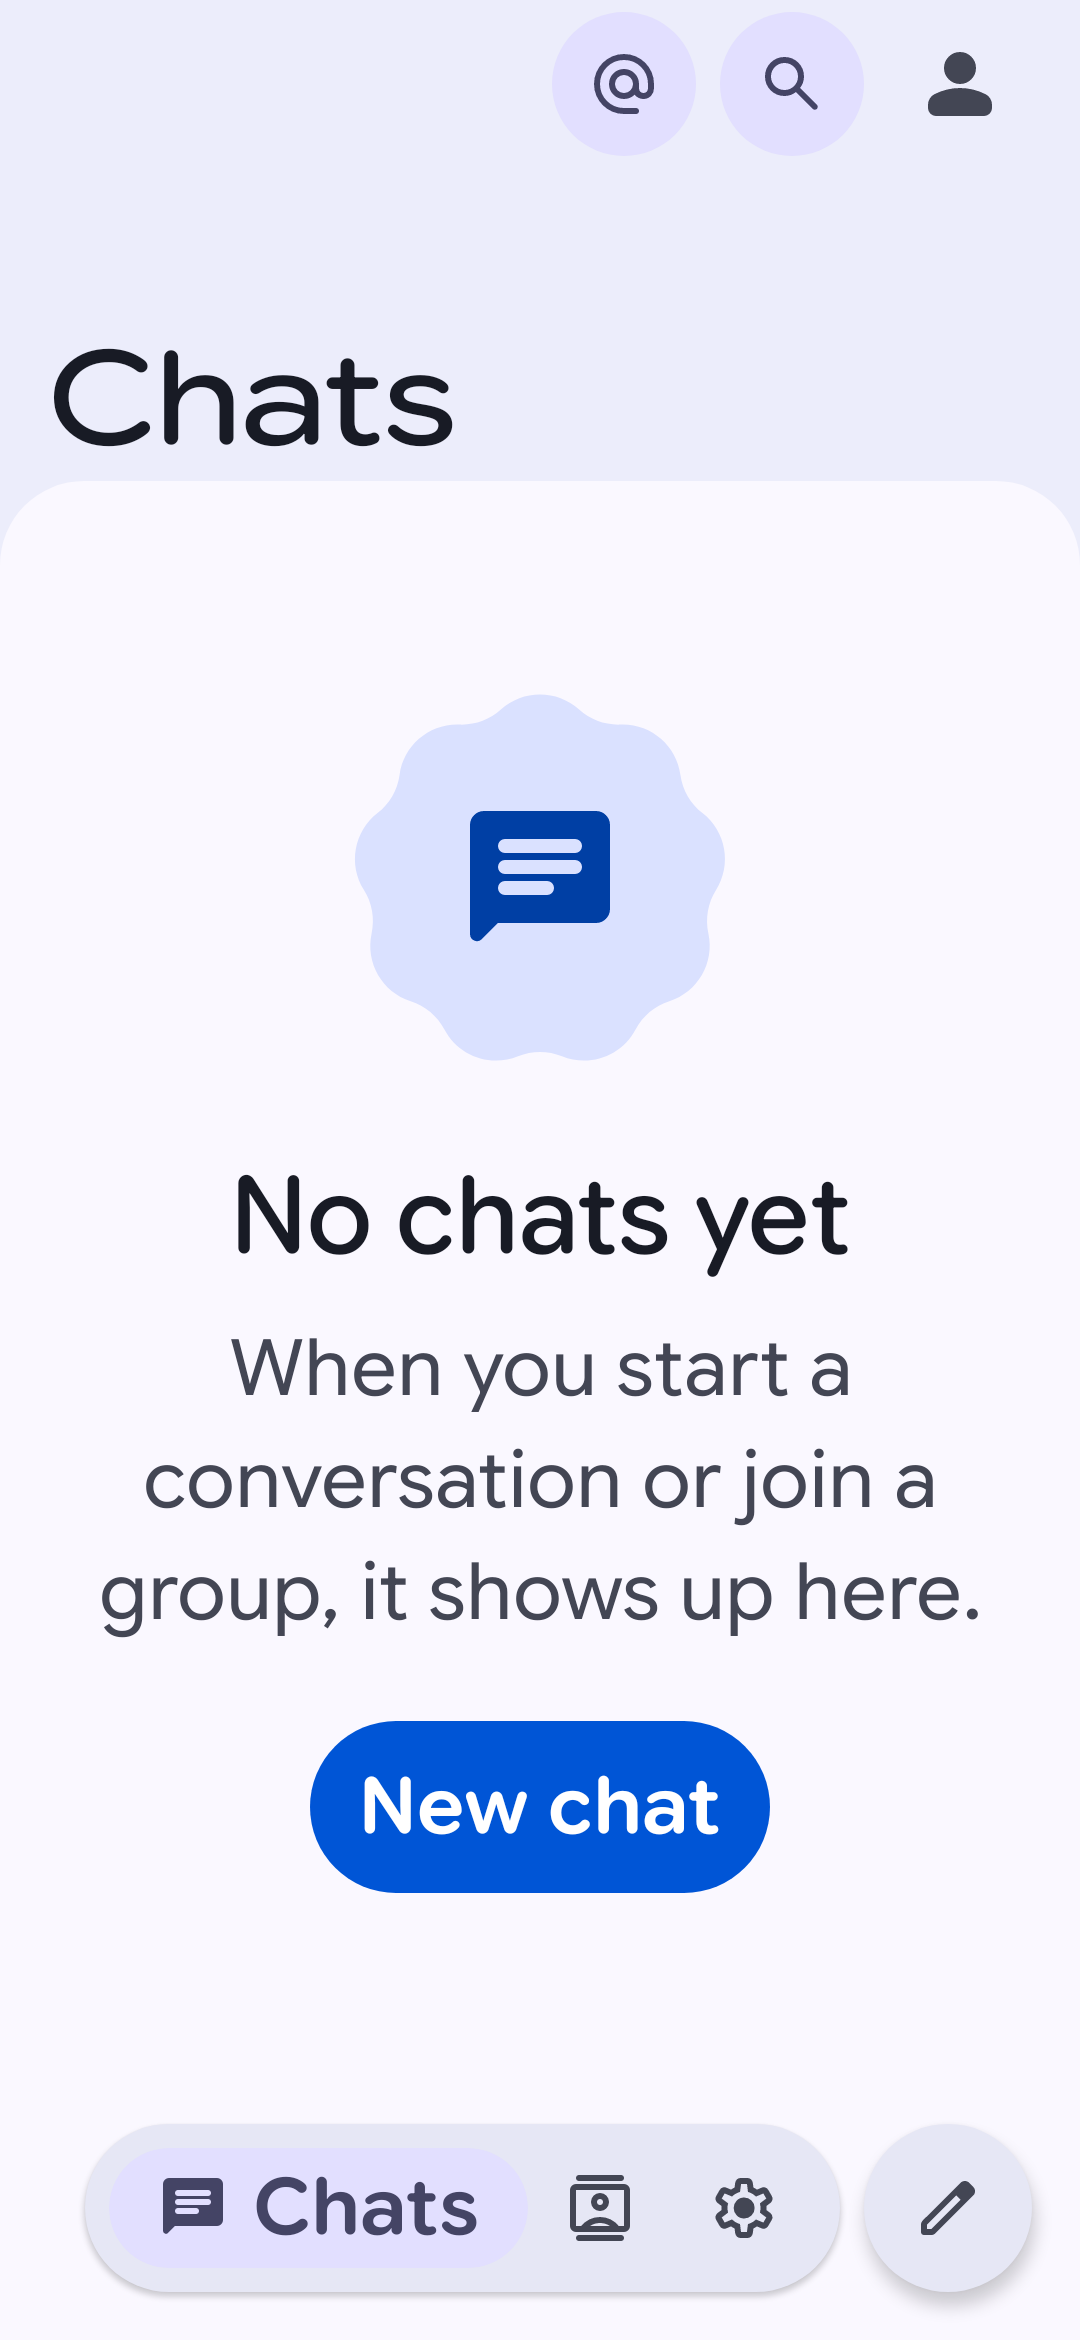 Chats
No chats yet
When you start a
conversation or join a
group, it shows up here.
New chat
Chats